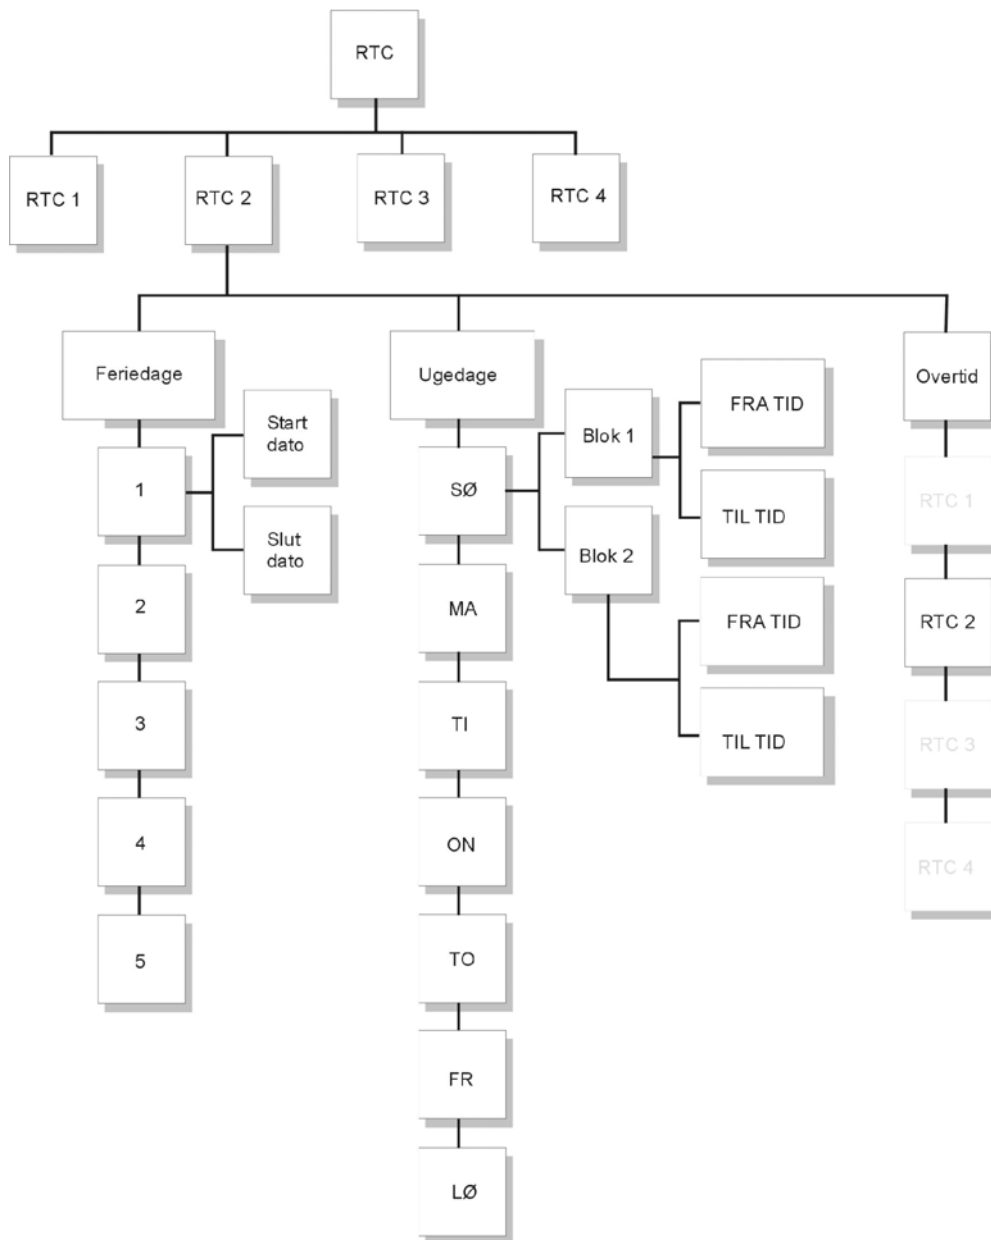 RTC
RTC 1
RTC 2
RTC 3
RTC 4
Feriedage
Ugedage
Overtid
1
Start
dato
Slut
dato
2
3
4
5
SØ
Blok 1
FRA TID
TIL TID
Blok 2
FRA TID
TIL TID
MA
TI
ON
TO
FR
LØ
RTC 1
RTC 2
RTC 3
RTC 4